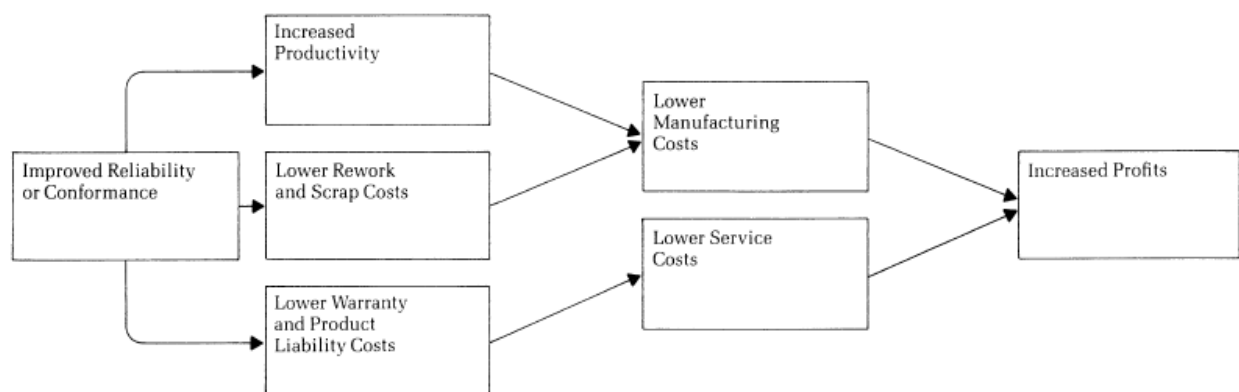 Increased
Productivity
Lower
Manufacturing
Costs
Improved Reliability
or Conformance
Lower Rework
and Scrap Costs
Increased Profits
Lower Service
Costs
Lower Warranty
and Product
Liability Costs